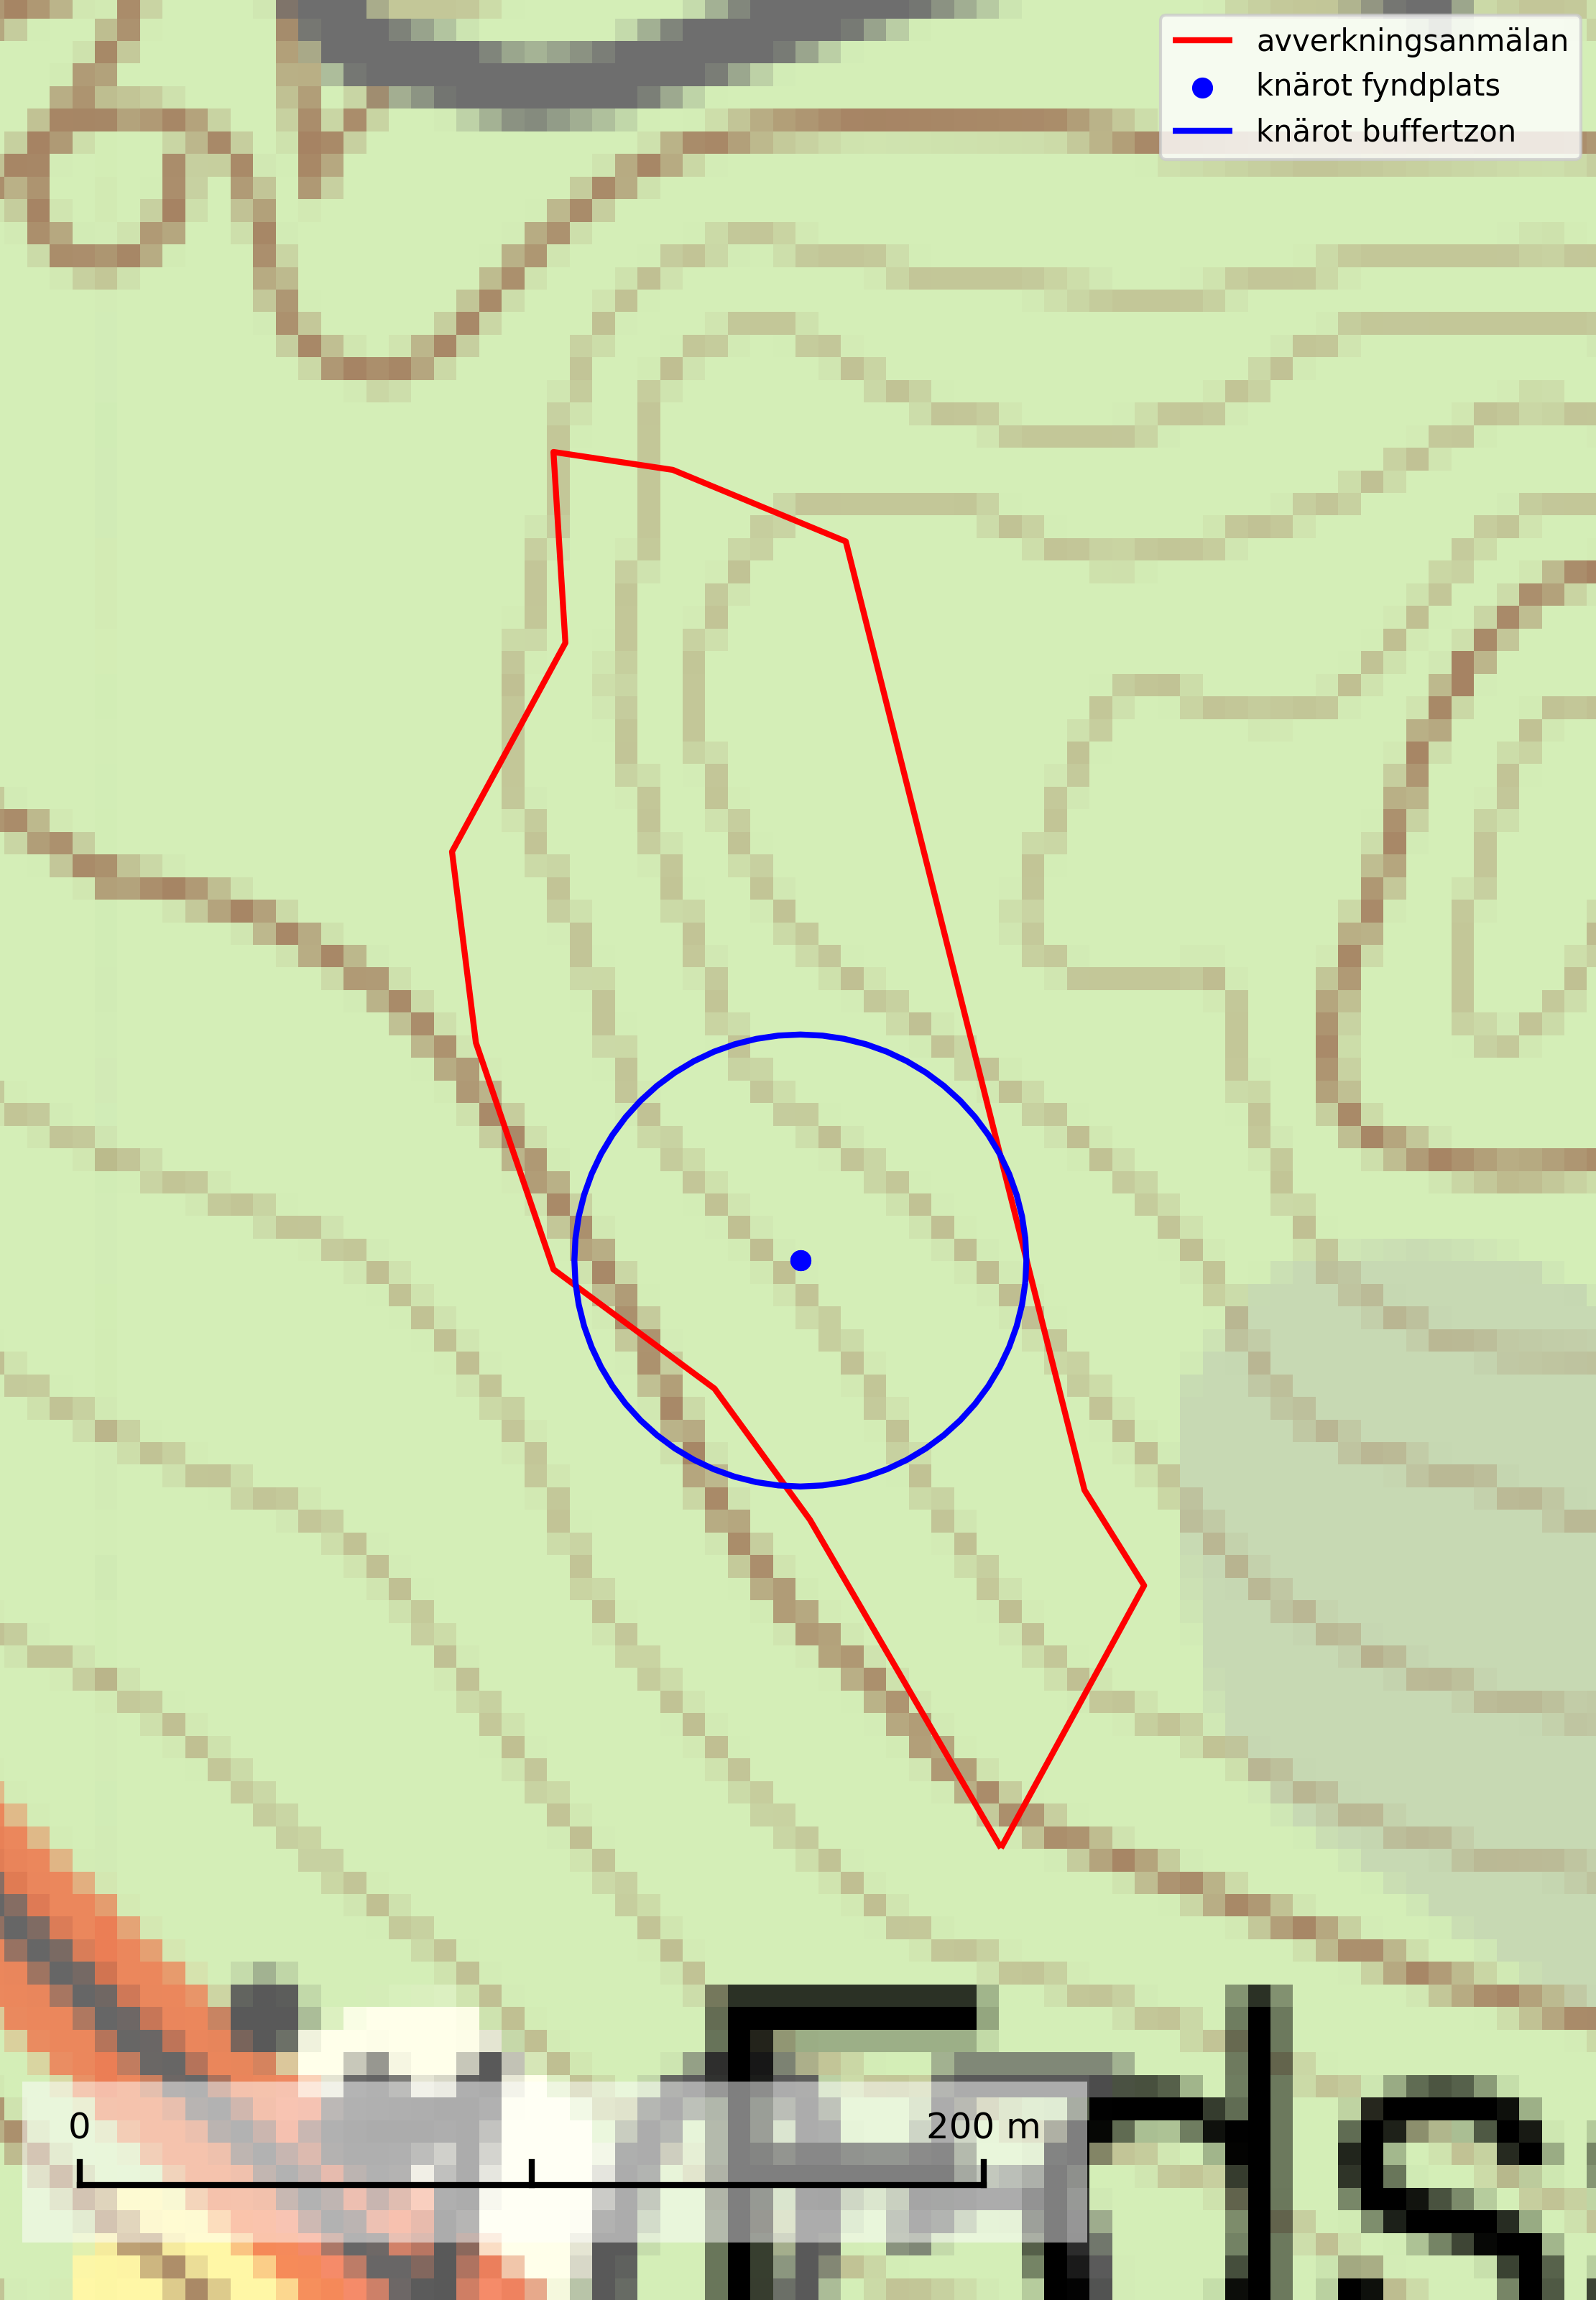 avverkningsanmälan
knärot fyndplats
knärot buffertzon
0 200 m